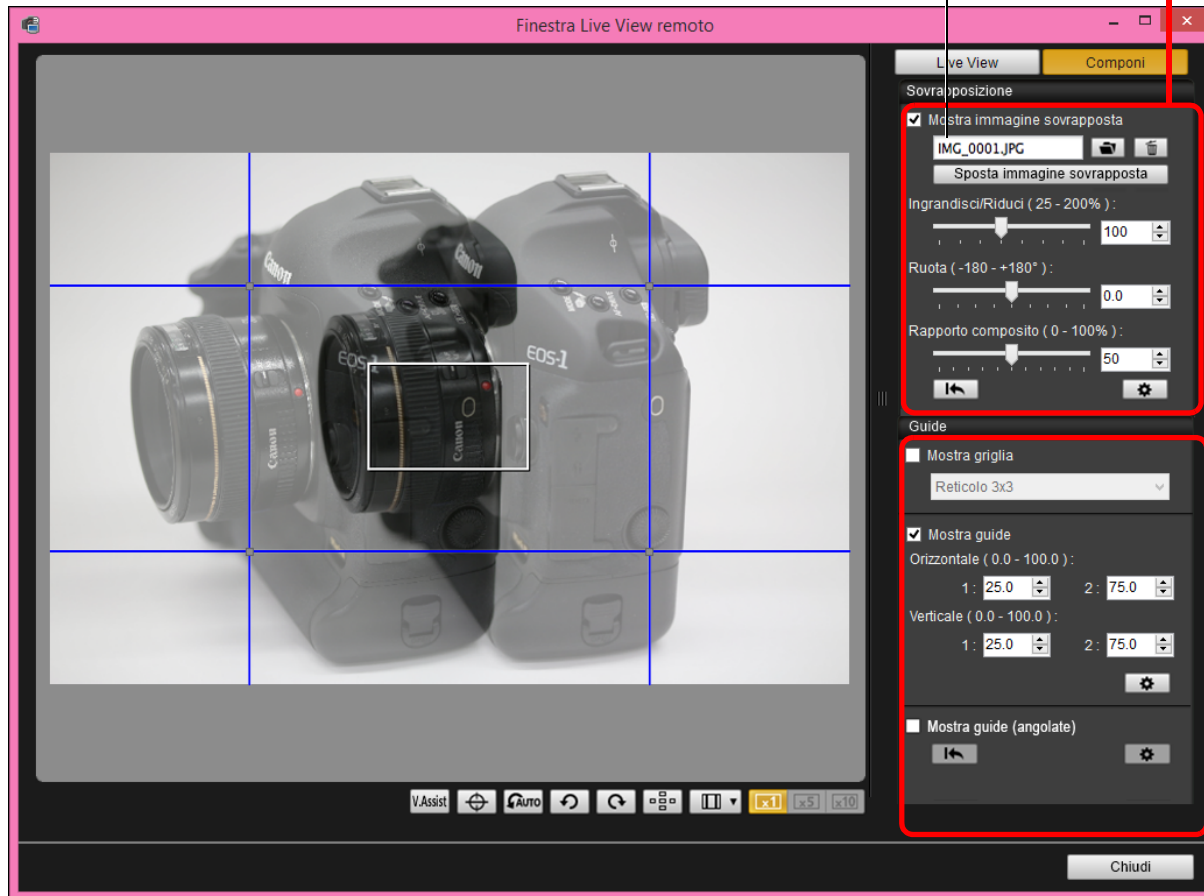 Finestra Live View remoto
Live View
Componi
Sovrapposizione
Mostra immagine sovrapposta
IMG_0001.JPG
Sposta immagine sovrapposta
Ingrandisci/Riduci ( 25 - 200% ) :
100
Ruota ( -180 - +180° ) :
0.0
Rapporto composito ( 0 - 100% ) :
50
Guide
Mostra griglia
Reticolo 3x3
Mostra guide
Orizzontale ( 0.0 - 100.0 ) :
1 : 25.0 2 : 75.0
Verticale ( 0.0 - 100.0 ) :
1 : 25.0 2 : 75.0
Mostra guide (angolate)
Canon
Canon
EOS-1
EOS-1
Canon
Canon
V.Assist
AUTO
x1
x5
x10
Chiudi